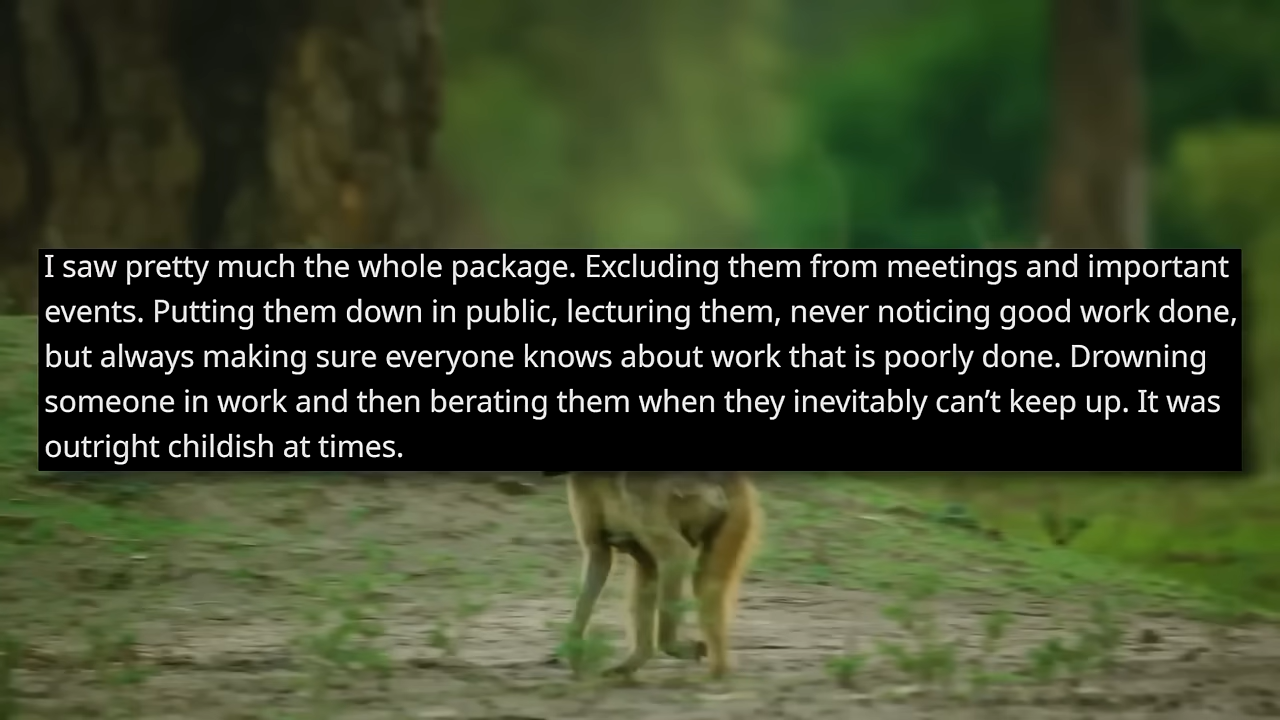 I saw pretty much the whole package. Excluding them from meetings and important
events. Putting them down in public, lecturing them, never noticing good work done,
but always making sure everyone knows about work that is poorly done. Drowning
someone in work and then berating them when they inevitably can’t keep up. It was
outright childish at times.